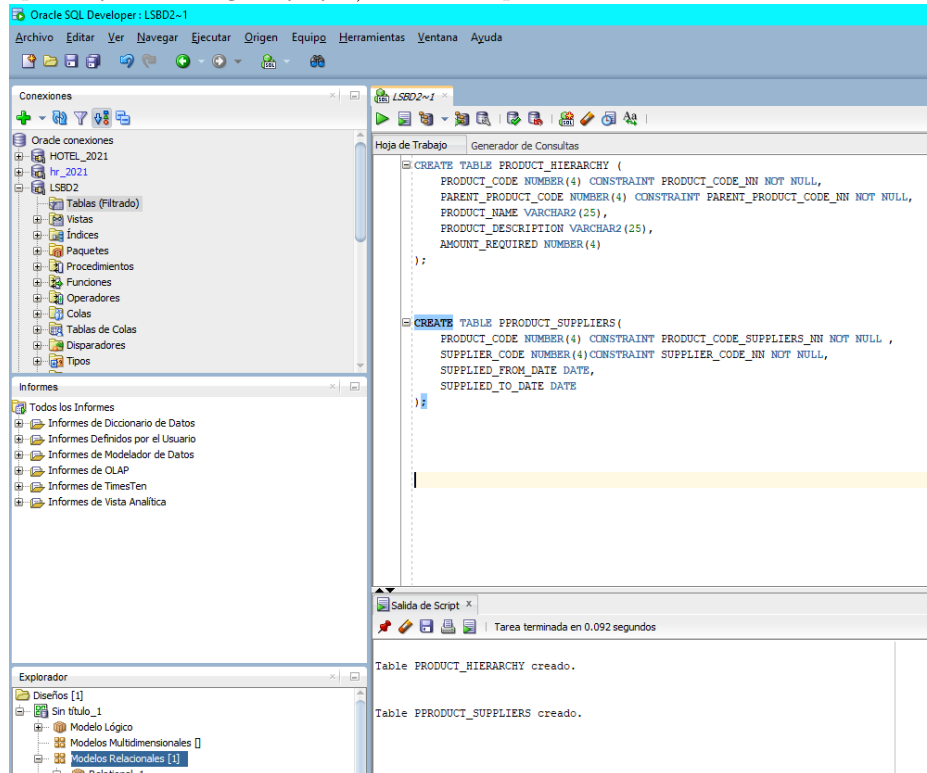 Oracle SQL Developer : LSBD2~1
Archivo Editar Ver Navegar Ejecutar Origen Equipo Herramientas Ventana Ayuda
Conexiones
Oracle conexiones
HOTEL_2021
hr_2021
LSBD2
Tablas (Filtrado)
Vistas
Índices
Paquetes
Procedimientos
Funciones
Operadores
Colas
Tablas de Colas
Disparadores
Tipos
Informes
Todos los Informes
Informes de Diccionario de Datos
Informes Definidos por el Usuario
Informes de Modelador de Datos
Informes de OLAP
Informes de TimesTen
Informes de Vista Analítica
Explorador
Diseños [1]
Sin título_1
Modelo Lógico
Modelos Multidimensionales []
Modelos Relacionales [1]
LSBD2~1
Hoja de Trabajo Generador de Consultas
CREATE TABLE PRODUCT_HIERARCHY (
PRODUCT_CODE NUMBER(4) CONSTRAINT PRODUCT_CODE_NN NOT NULL,
PARENT_PRODUCT_CODE NUMBER(4) CONSTRAINT PARENT_PRODUCT_CODE_NN NOT NULL,
PRODUCT_NAME VARCHAR2(25),
PRODUCT_DESCRIPTION VARCHAR2(25),
AMOUNT_REQUIRED NUMBER(4)
);
CREATE TABLE PPRODUCT_SUPPLIERS(
PRODUCT_CODE NUMBER(4) CONSTRAINT PRODUCT_CODE_SUPPLIERS_NN NOT NULL ,
SUPPLIER_CODE NUMBER(4)CONSTRAINT SUPPLIER_CODE_NN NOT NULL,
SUPPLIED_FROM_DATE DATE,
SUPPLIED_TO_DATE DATE
);
Salida de Script
Tarea terminada en 0.092 segundos
Table PRODUCT_HIERARCHY creado.
Table PPRODUCT_SUPPLIERS creado.